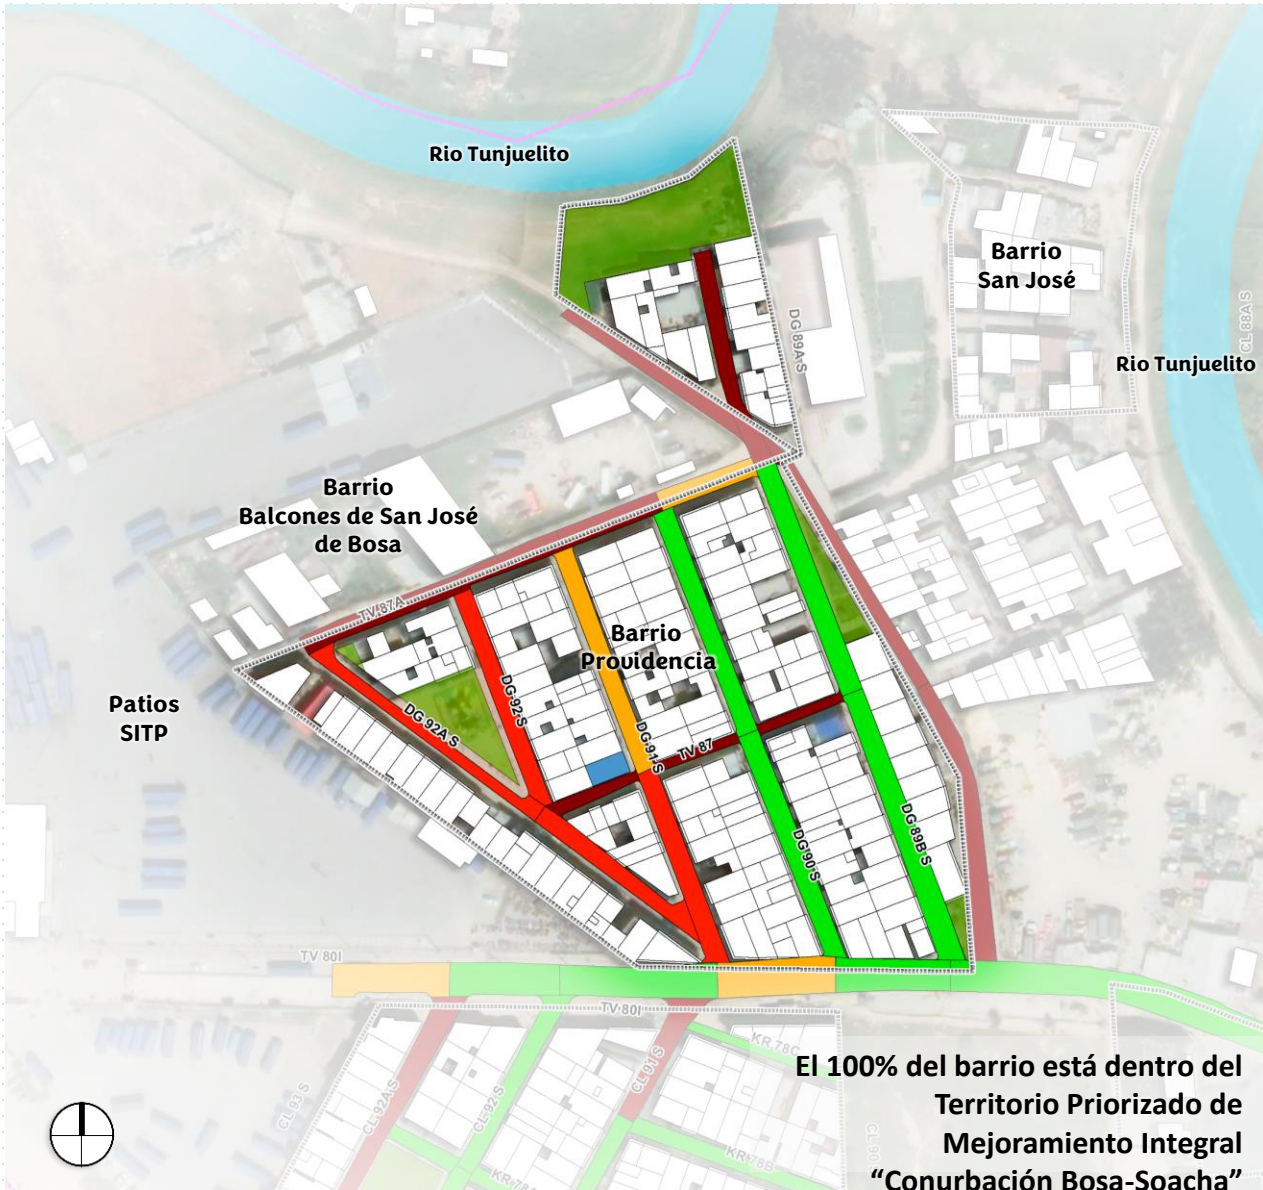 Rio Tunjuelito
Barrio
San José
DG 89A S
CL 88A S
Rio Tunjuelito
Barrio
Balcones de San José
de Bosa
TV 87A
Barrio
Providencia
Patios
SITP
DG 92A S
DG 92 S
DG 91 S
TV 87
DG 90 S
DG 89B S
TV 80I
TV 80I
KR 78C
CL 93 S
CL 92A S
CL 92 S
CL 91 S
KR 78B
CL 90
El 100% del barrio está dentro del
Territorio Priorizado de
Mejoramiento Integral
“Conurbación Bosa-Soacha”